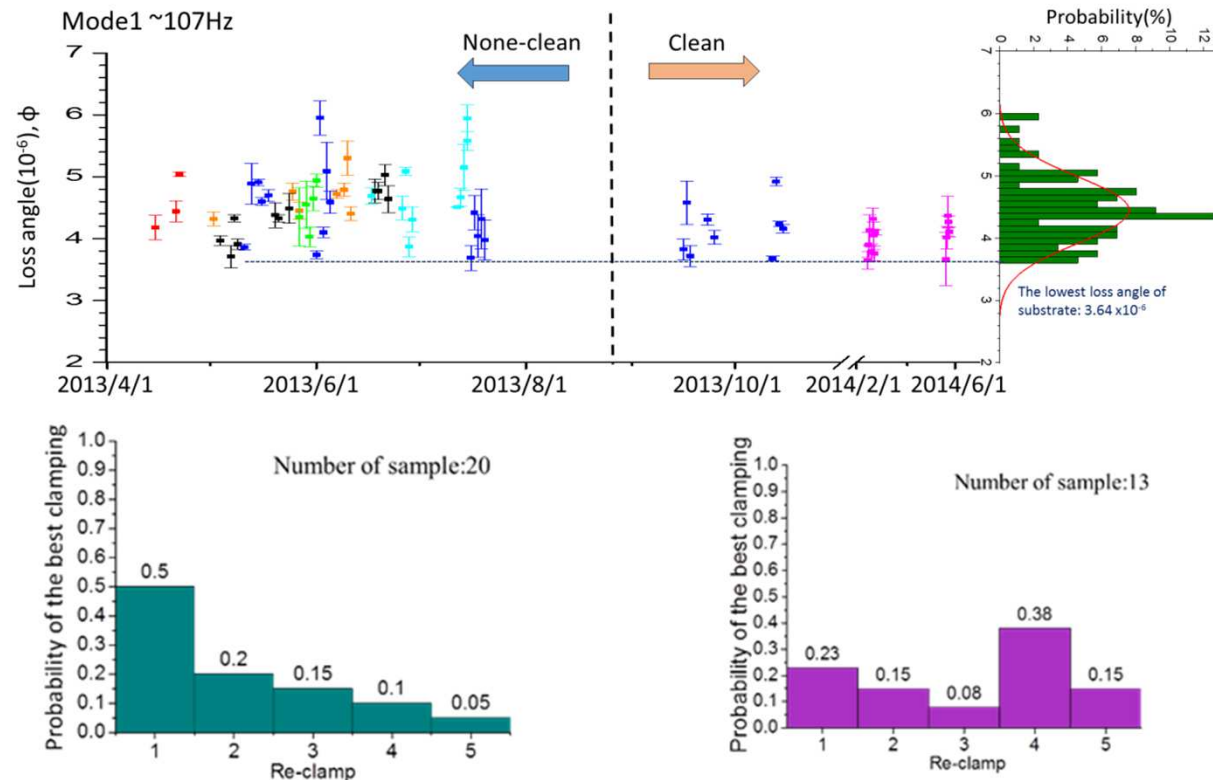 Mode1 ~107Hz
None-clean
Clean
Probability(%)
0 2 4 6 8 10 12
Loss angle(10⁻⁶), ϕ
7
6
5
4
3
2
2013/4/1 2013/6/1 2013/8/1 2013/10/1 2014/2/1 2014/6/1
7
6
5
4
3
2
The lowest loss angle of
substrate: 3.64 x10⁻⁶
Number of sample:20
Probability of the best clamping
1.0
0.9
0.8
0.7
0.6
0.5
0.4
0.3
0.2
0.1
0.0
0.5
0.2
0.15
0.1
0.05
1 2 3 4 5
Re-clamp
Number of sample:13
Probability of the best clamping
1.0
0.9
0.8
0.7
0.6
0.5
0.4
0.3
0.2
0.1
0.0
0.23
0.15
0.08
0.38
0.15
1 2 3 4 5
Re-clamp